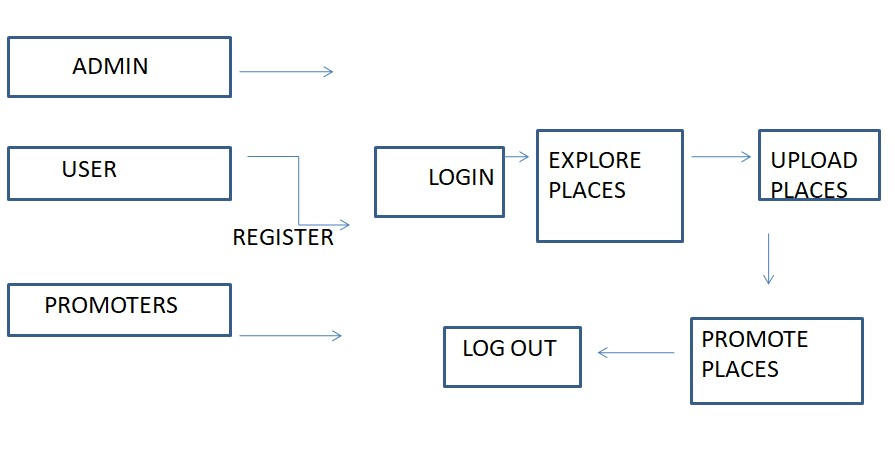 ADMIN
USER
REGISTER
PROMOTERS
LOGIN
EXPLORE
PLACES
UPLOAD
PLACES
PROMOTE
PLACES
LOG OUT